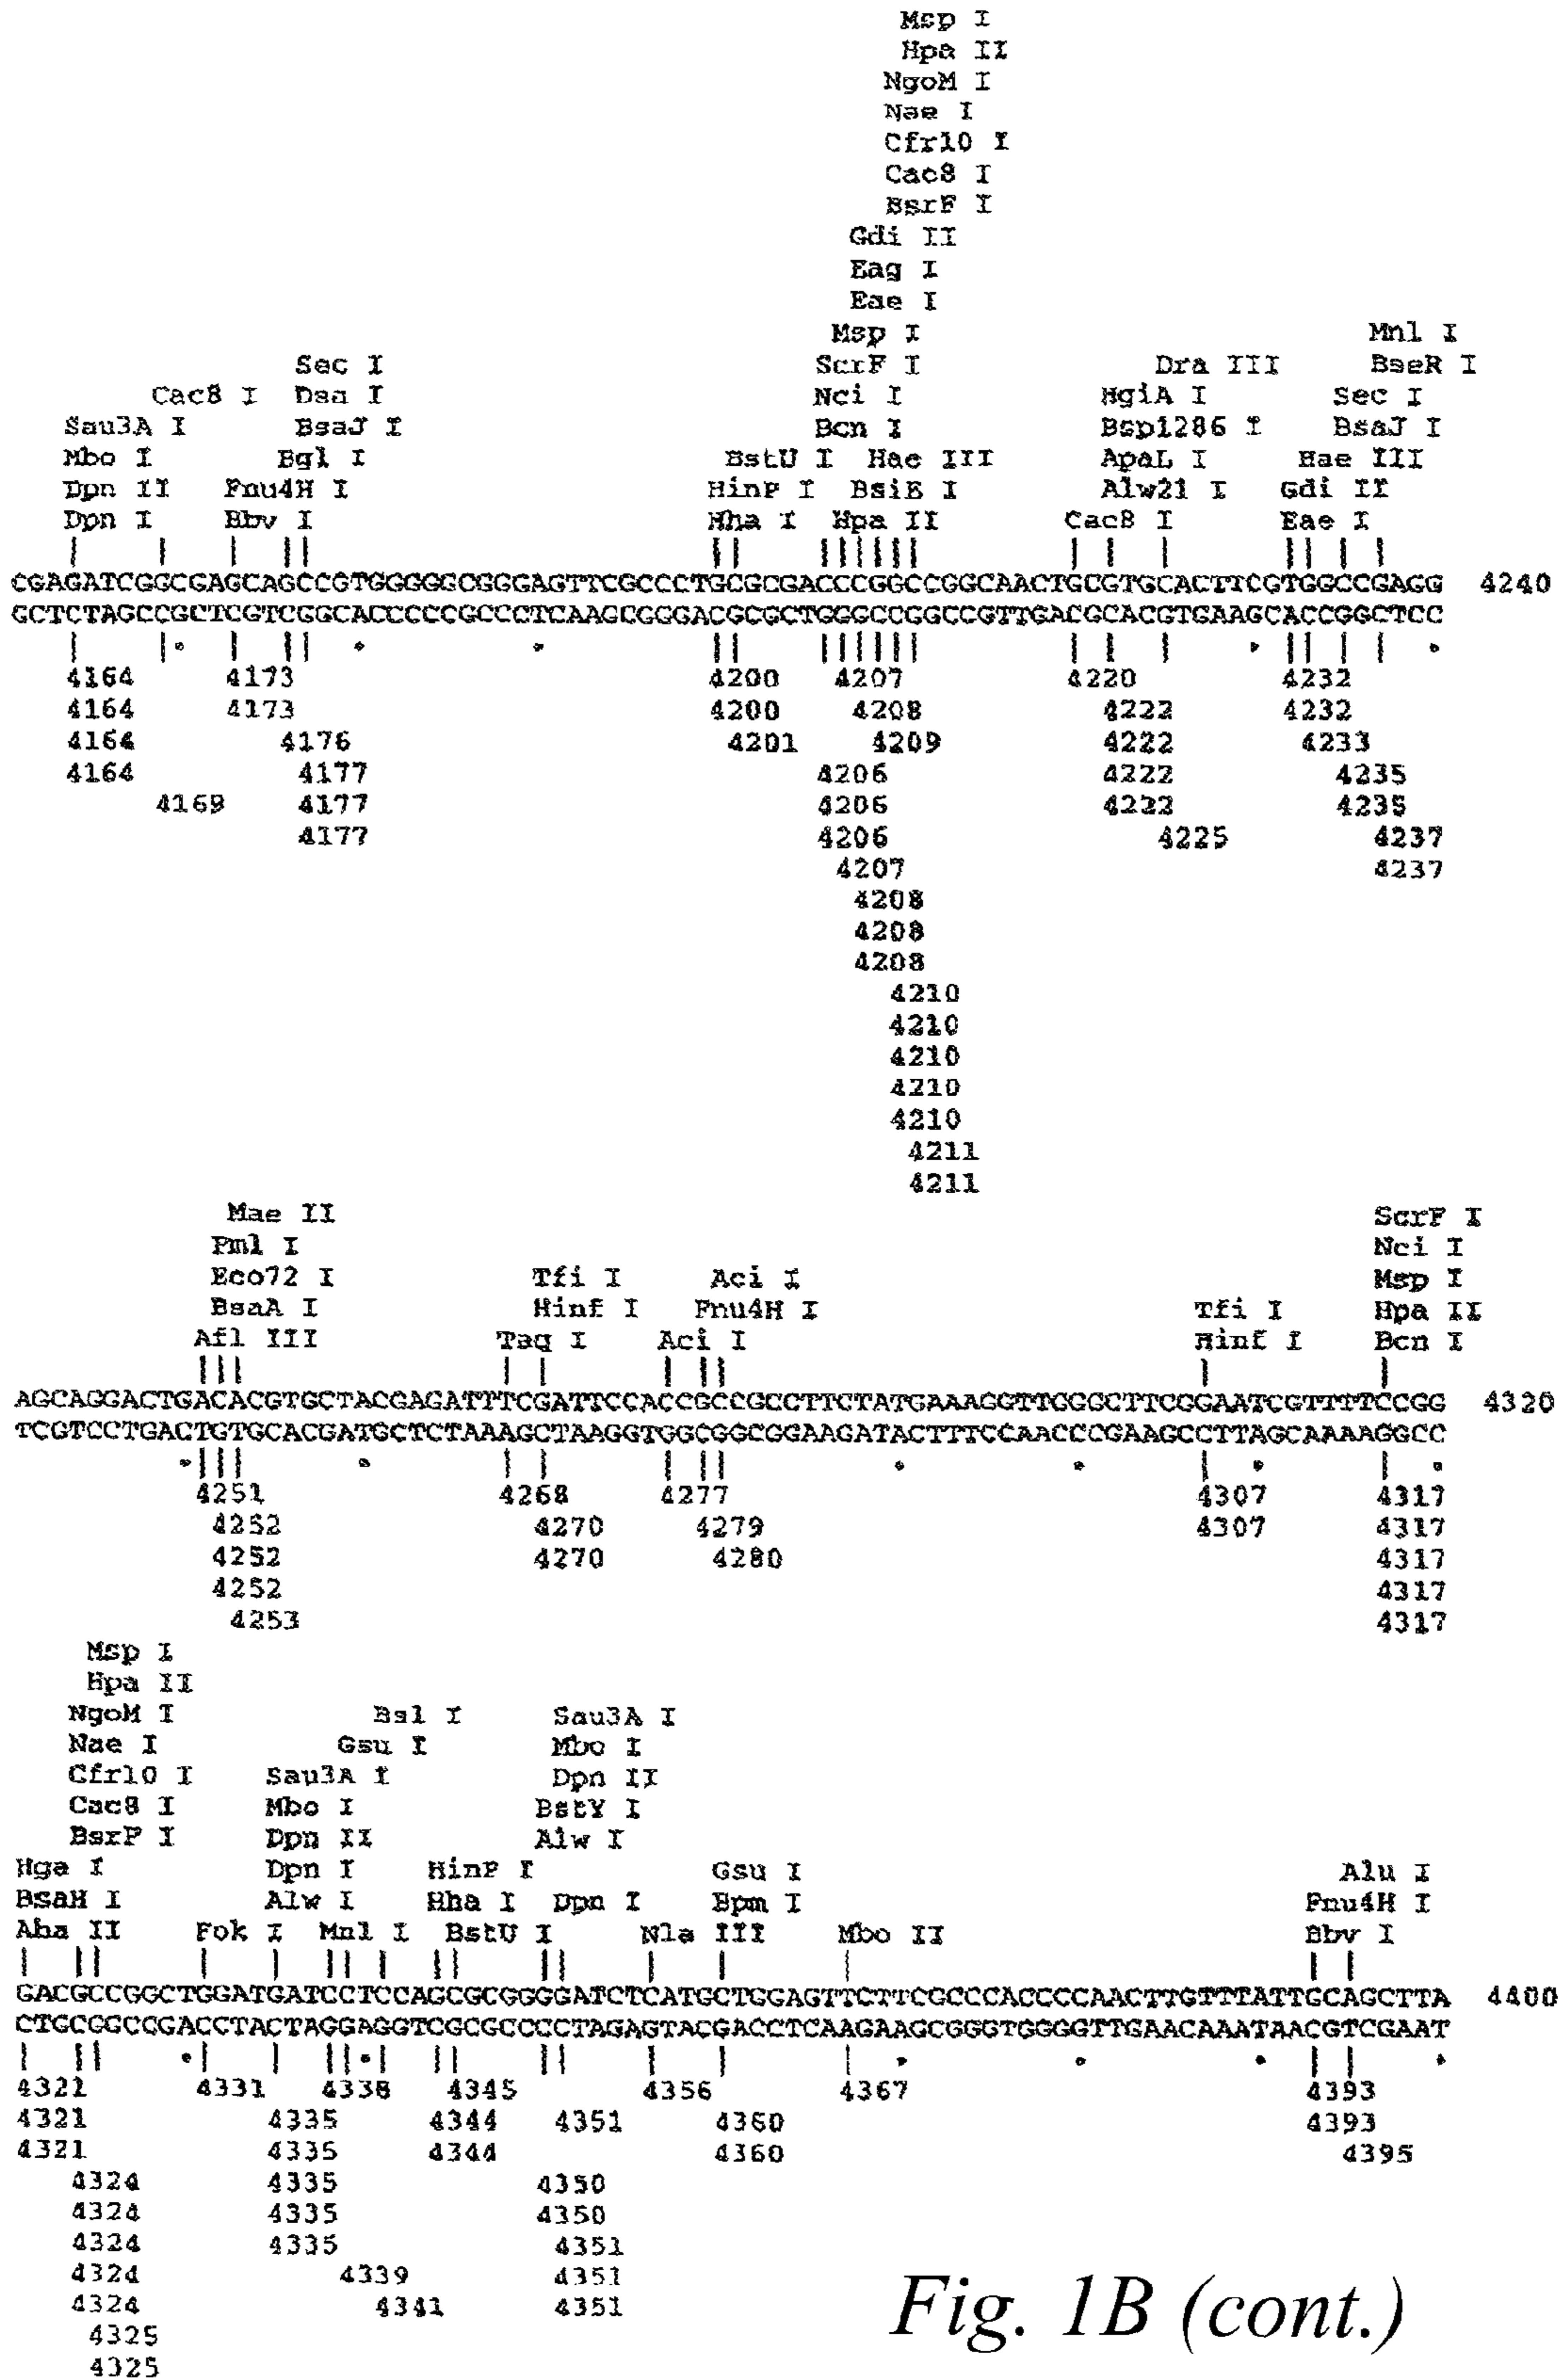 Msp I
Hpa II
NgoM I
Nae I
Cfr10 I
Cac8 I
BsrF I
Gdi II
Eag I
Eae I
Msp I Mnl I
Sec I ScrF I Dra III BseR I
Cac8 I Dsa I Nci I HgiA I Sec I
Sau3A I BsaJ I Bcn I Bsp1286 I BsaJ I
Mbo I Bgl I BstU I Hae III ApaL I Hae III
Dpn II Fnu4H I HinP I BsiE I Alw21 I Gdi II
Dpn I Bbv I Hha I Hpa II Cac8 I Eae I
CGAGATCGGCGAGCAGCCGTGGGGGCGGGAGTTCGCCCTGCGCGACCCGGCCGGCAACTGCGTGCACTTCGTGGCCGAGG 4240
GCTCTAGCCGCTCGTCGGCACCCCCGCCCTCAAGCGGGACGCGCTGGGCCGGCCGTTGACGCACGTGAAGCACCGGCTCC
4164 4173 4200 4207 4220 4232
4164 4173 4200 4208 4222 4232
4164 4176 4201 4209 4222 4233
4164 4177 4206 4222 4235
4169 4177 4206 4222 4235
4177 4206 4225 4237
4207 4237
4208
4208
4208
4210
4210
4210
4210
4210
4211
4211
Mae II ScrF I
Pml I Nci I
Eco72 I Tfi I Aci I Msp I
BsaA I Hinf I Fnu4H I Tfi I Hpa II
Afl III Taq I Aci I Hinf I Bcn I
AGCAGGACTGACACGTGCTACGAGATTTCGATTCCACCGCCGCCTTCTATGAAAGGTTGGGCTTCGGAATCGTTTTCCGG 4320
TCGTCCTGACTGTGCACGATGCTCTAAAGCTAAGGTGGCGGCGGAAGATACTTTCCAACCCGAAGCCTTAGCAAAAGGCC
4251 4268 4277 4307 4317
4252 4270 4279 4307 4317
4252 4270 4280 4317
4252 4317
4253 4317
Msp I
Hpa II
NgoM I Bsl I Sau3A I
Nae I Gsu I Mbo I
Cfr10 I Sau3A I Dpn II
Cac8 I Mbo I BstY I
BsrF I Dpn II Alw I
Hga I Dpn I HinP I Gsu I Alu I
BsaH I Alw I Hha I Dpn I Bpm I Fnu4H I
Aha II Fok I Mnl I BstU I Nla III Mbo II Bbv I
GACGCCGGCTGGATGATCCTCCAGCGCGGGGATCTCATGCTGGAGTTCTTCGCCCACCCCAACTTGTTTATTGCAGCTTA 4400
CTGCGGCCGACCTACTAGGAGGTCGCGCCCCTAGAGTACGACCTCAAGAAGCGGGTGGGGTTGAACAAATAACGTCGAAT
4321 4331 4338 4345 4356 4367 4393
4321 4335 4344 4351 4360 4393
4321 4335 4344 4360 4395
4324 4335 4350
4324 4335 4350
4324 4335 4351
4324 4339 4351
4324 4341 4351
4325
4325
Fig. 1B (cont.)